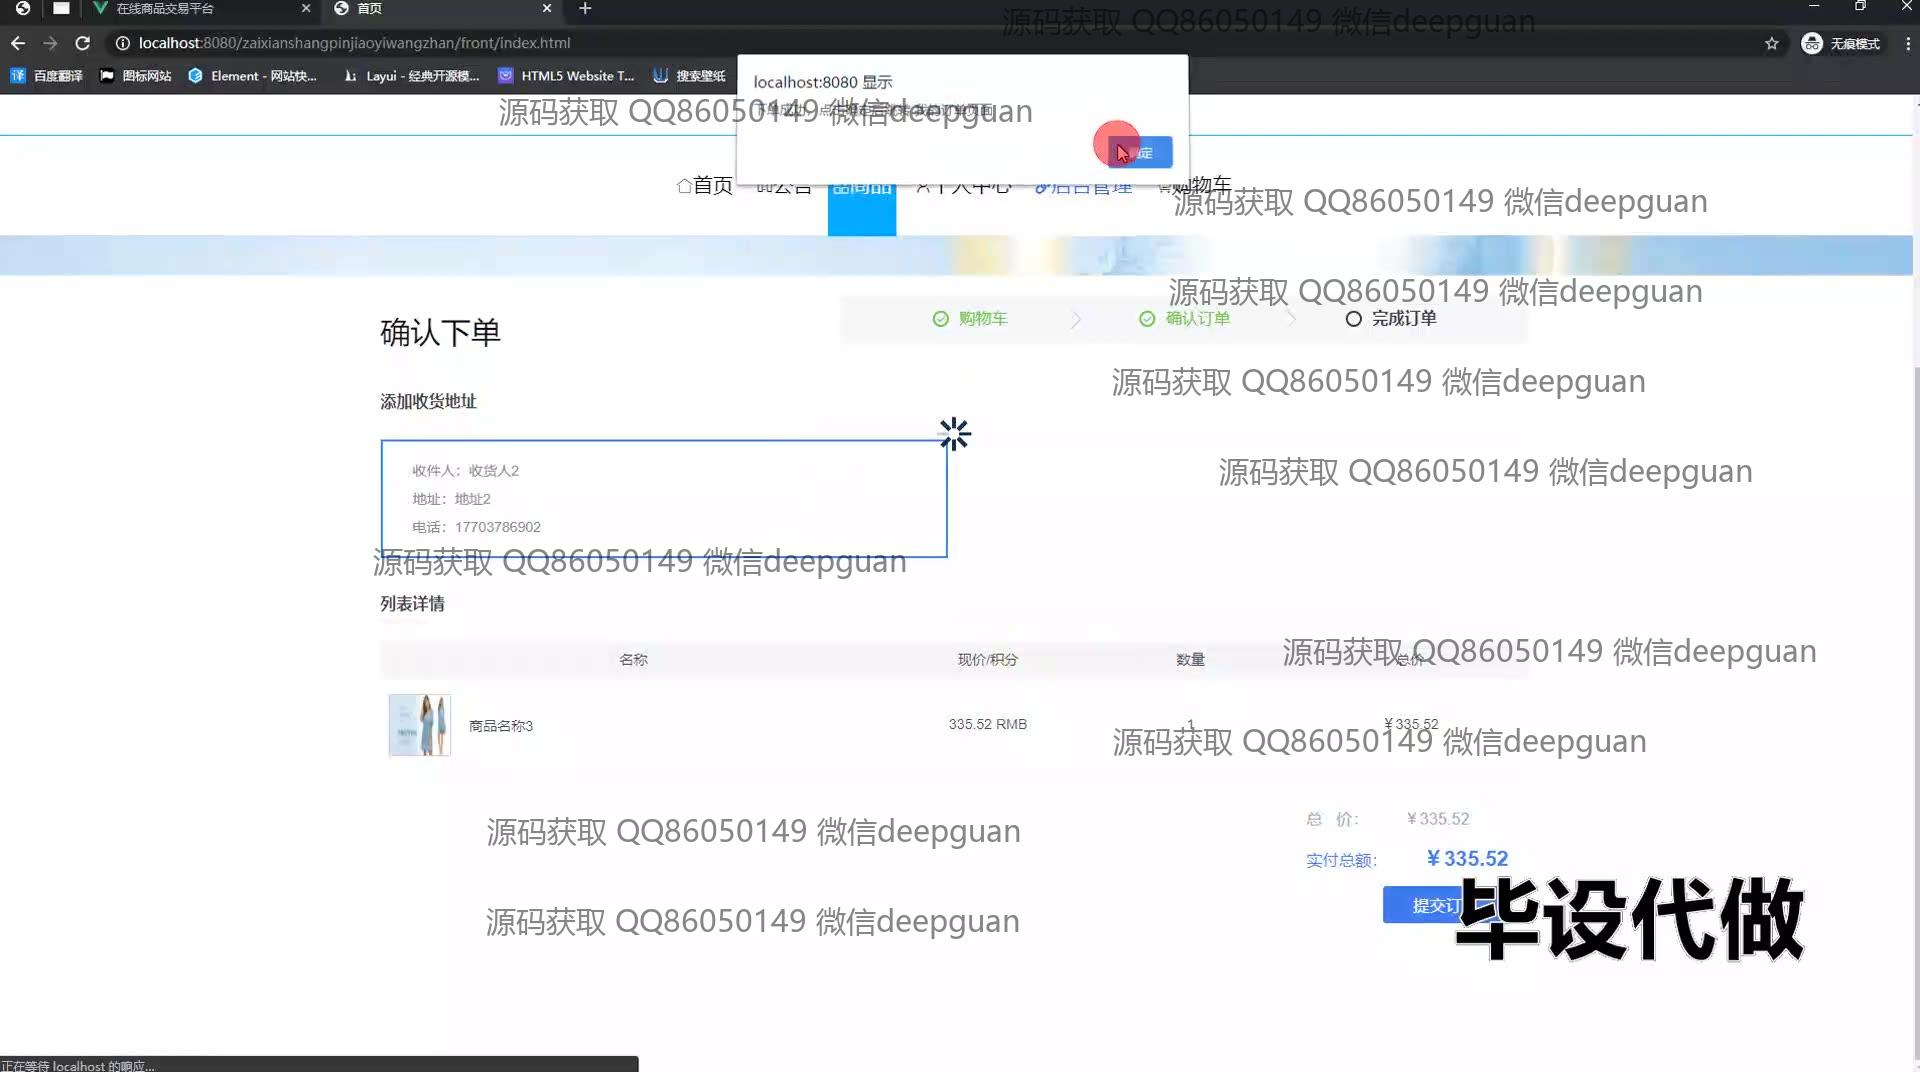 在线商品交易平台
首页
localhost:8080/zaixianshangpinjiaoyiwangzhan/front/index.html
无痕模式
百度翻译
图标网站
Element - 网站快...
Layui - 经典开源模...
HTML5 Website T...
搜索壁纸
源码获取 QQ86050149 微信deepguan
localhost:8080 显示
源码获取 QQ86050149 微信deepguan
首页
公告
商品
个人中心
后台管理
购物车
源码获取 QQ86050149 微信deepguan
源码获取 QQ86050149 微信deepguan
确认下单
购物车
确认订单
完成订单
源码获取 QQ86050149 微信deepguan
添加收货地址
收件人：收货人2
地址：地址2
电话：17703786902
源码获取 QQ86050149 微信deepguan
源码获取 QQ86050149 微信deepguan
列表详情
名称
现价/积分
数量
总价
源码获取 QQ86050149 微信deepguan
商品名称3
335.52 RMB
1
¥335.52
源码获取 QQ86050149 微信deepguan
总 价：
¥335.52
源码获取 QQ86050149 微信deepguan
实付总额：
¥335.52
提交订
毕设代做
源码获取 QQ86050149 微信deepguan
正在等待 localhost 的响应...